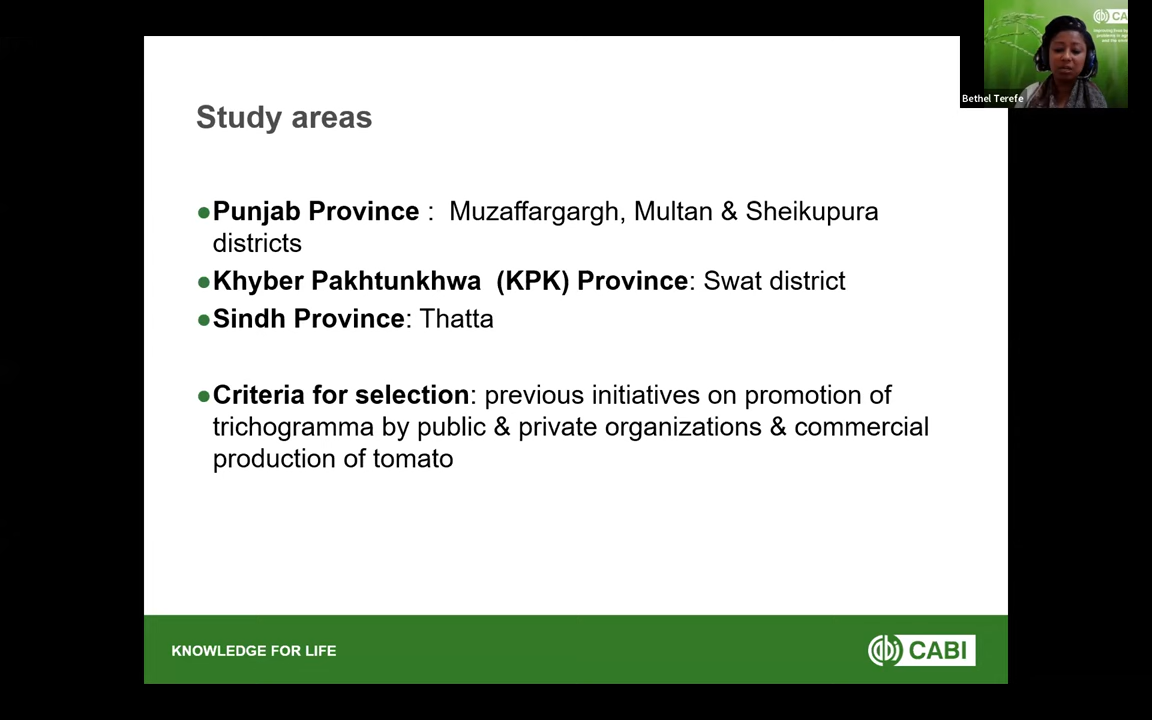 CA
Bethel Terefe
Study areas
●Punjab Province : Muzaffargargh, Multan & Sheikupura
districts
●Khyber Pakhtunkhwa (KPK) Province: Swat district
●Sindh Province: Thatta
●Criteria for selection: previous initiatives on promotion of
trichogramma by public & private organizations & commercial
production of tomato
KNOWLEDGE FOR LIFE
CABI